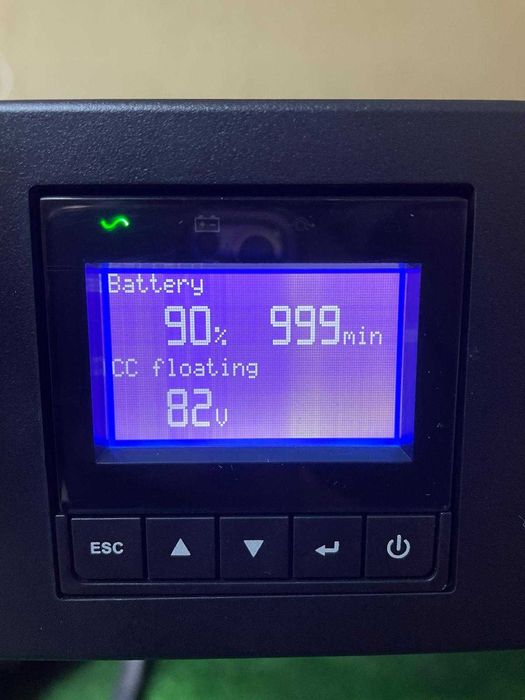 Battery
90% 999min
CC floating
82V
ESC